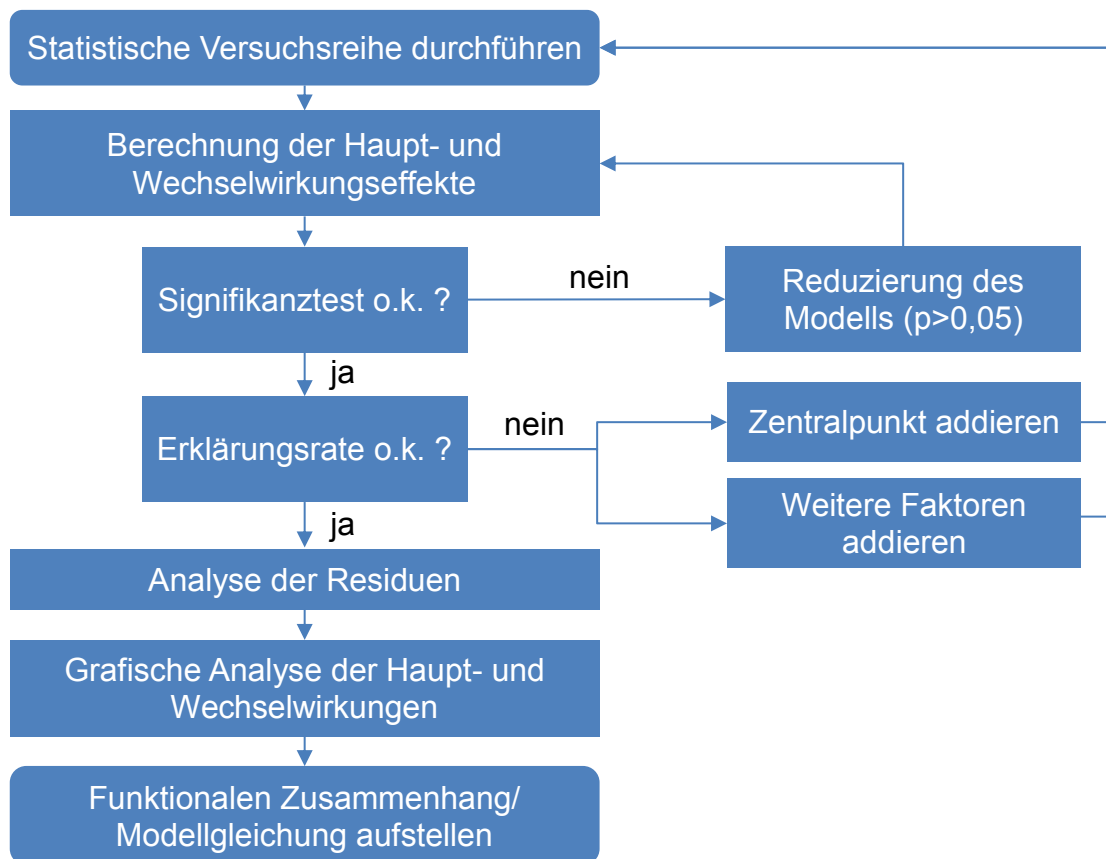 Statistische Versuchsreihe durchführen
Berechnung der Haupt- und
Wechselwirkungseffekte
Signifikanztest o.k. ?
nein
Reduzierung des
Modells (p>0,05)
ja
Erklärungsrate o.k. ?
nein
Zentralpunkt addieren
Weitere Faktoren
addieren
ja
Analyse der Residuen
Grafische Analyse der Haupt- und
Wechselwirkungen
Funktionalen Zusammenhang/
Modellgleichung aufstellen